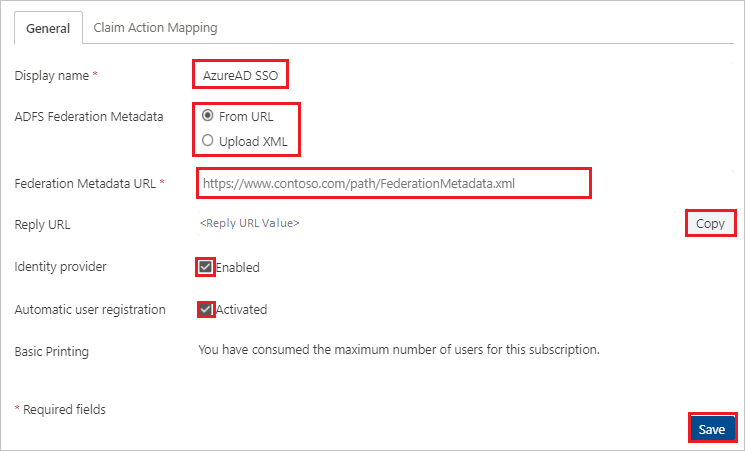 General Claim Action Mapping
Display name * AzureAD SSO
ADFS Federation Metadata From URL
Upload XML
Federation Metadata URL * https://www.contoso.com/path/FederationMetadata.xml
Reply URL <Reply URL Value> Copy
Identity provider Enabled
Automatic user registration Activated
Basic Printing You have consumed the maximum number of users for this subscription.
* Required fields
Save